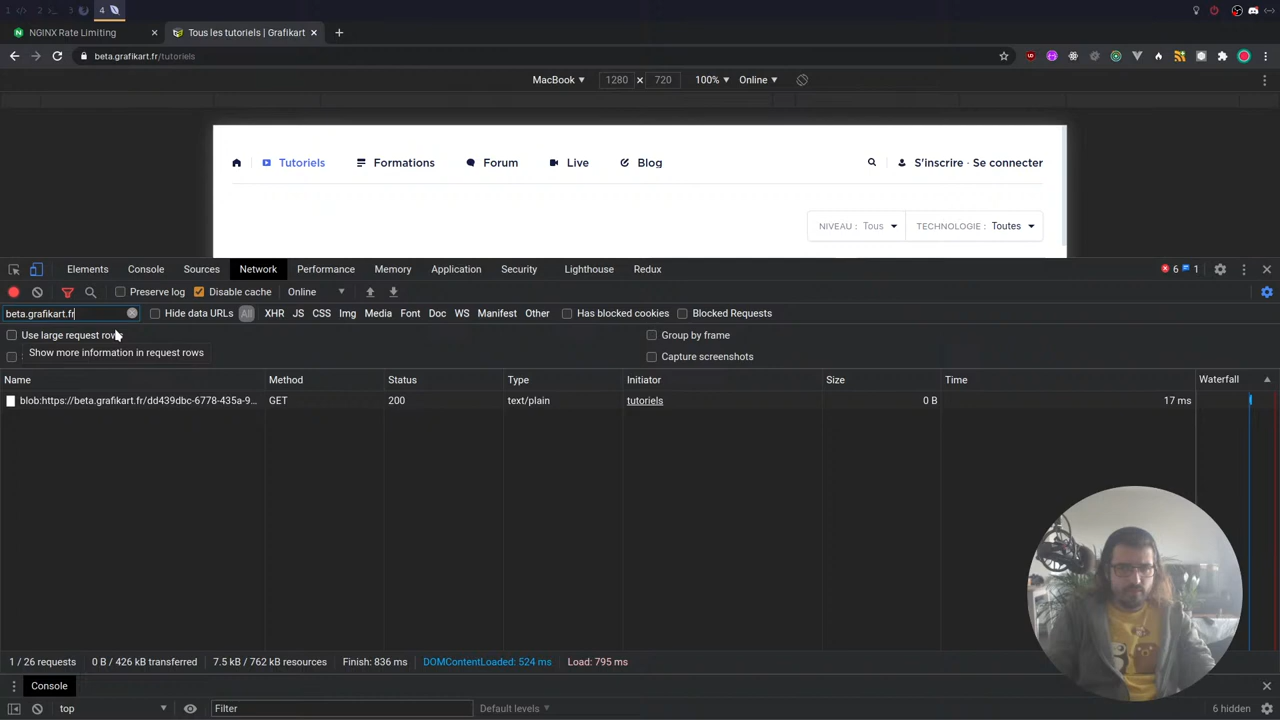 1 2 3 4
NGINX Rate Limiting Tous les tutoriels | Grafikart
beta.grafikart.fr/tutoriels
MacBook 1280 × 720 100% Online
Tutoriels Formations Forum Live Blog S'inscrire · Se connecter
NIVEAU : Tous TECHNOLOGIE : Toutes
Elements Console Sources Network Performance Memory Application Security Lighthouse Redux 6 1
Preserve log Disable cache Online
beta.grafikart.fr Hide data URLs All XHR JS CSS Img Media Font Doc WS Manifest Other Has blocked cookies Blocked Requests
Use large request rows Group by frame
Show more information in request rows Capture screenshots
Name Method Status Type Initiator Size Time Waterfall
blob:https://beta.grafikart.fr/dd439dbc-6778-435a-9… GET 200 text/plain tutoriels 0 B 17 ms
1 / 26 requests 0 B / 426 kB transferred 7.5 kB / 762 kB resources Finish: 836 ms DOMContentLoaded: 524 ms Load: 795 ms
Console
top Filter Default levels 6 hidden